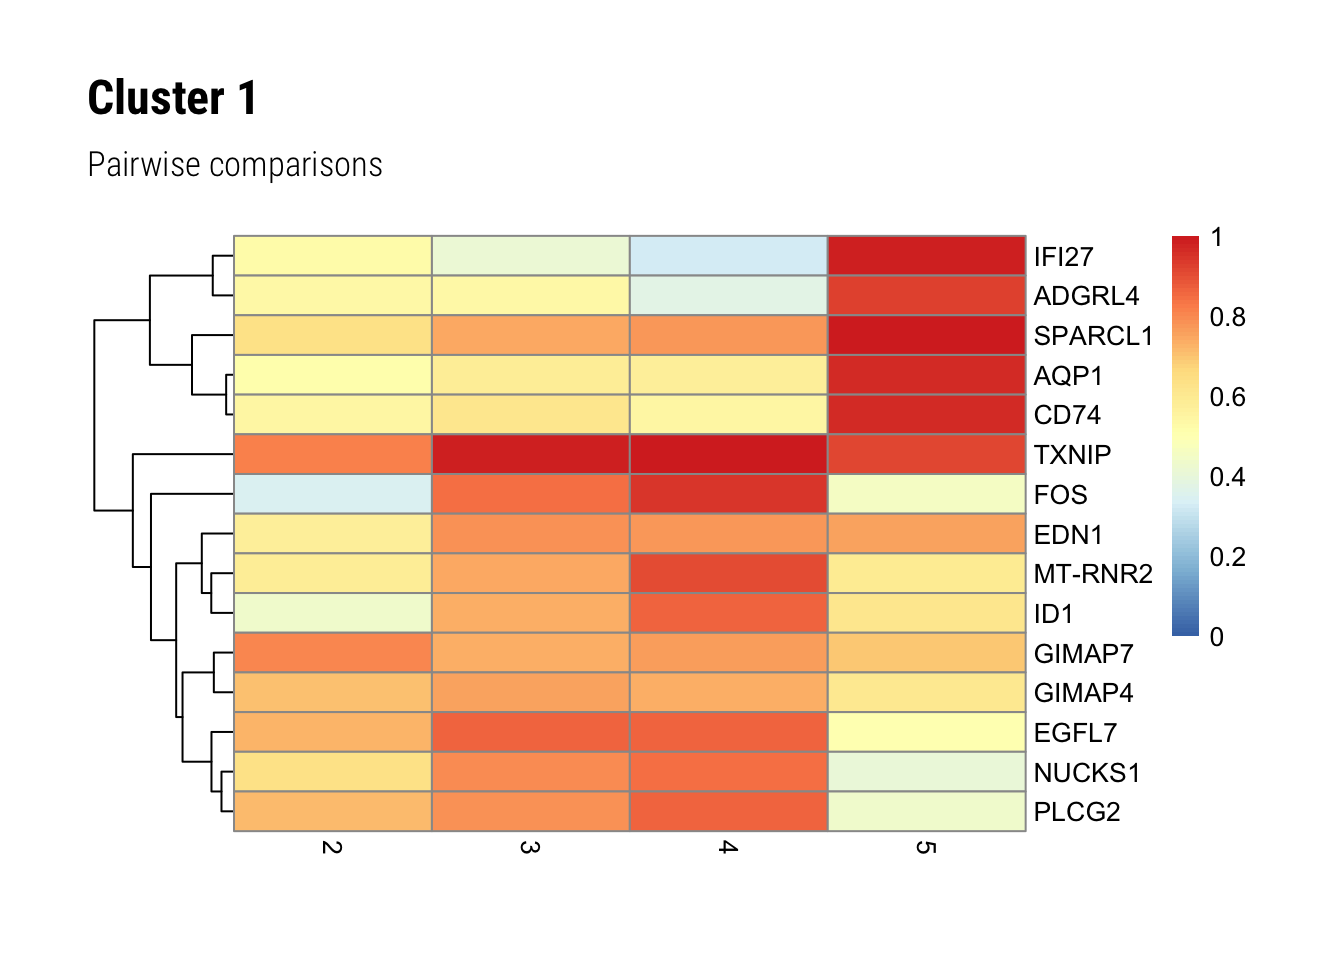 Cluster 1
Pairwise comparisons
IFI27
ADGRL4
SPARCL1
AQP1
CD74
TXNIP
FOS
EDN1
MT-RNR2
ID1
GIMAP7
GIMAP4
EGFL7
NUCKS1
PLCG2
1
0.8
0.6
0.4
0.2
0
2 3 4 5